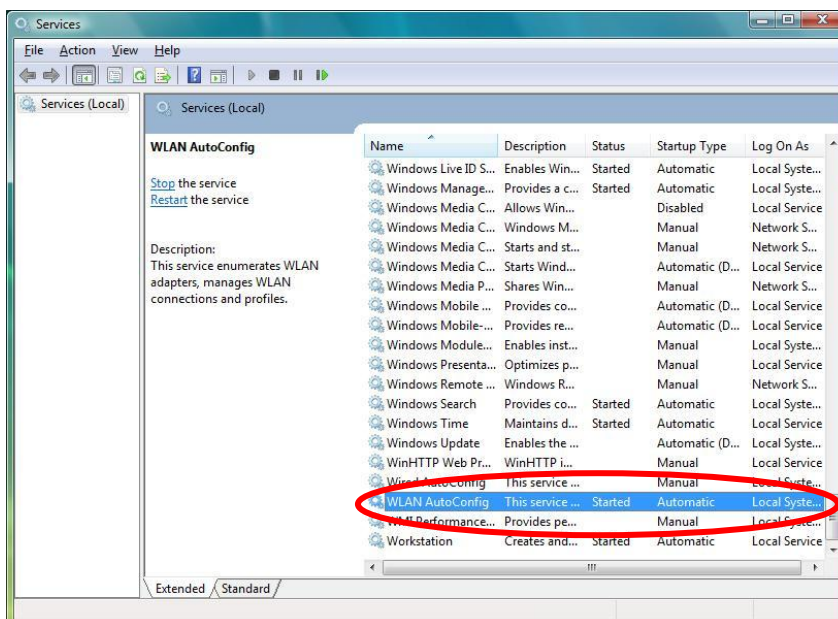 Services
File Action View Help
Services (Local)
Services (Local)
WLAN AutoConfig
Stop the service
Restart the service
Description:
This service enumerates WLAN
adapters, manages WLAN
connections and profiles.
Name Description Status Startup Type Log On As
Windows Live ID S... Enables Win... Started Automatic Local Syste...
Windows Manage... Provides a c... Started Automatic Local Syste...
Windows Media C... Allows Win... Disabled Local Service
Windows Media C... Windows M... Manual Network S...
Windows Media C... Starts and st... Manual Network S...
Windows Media C... Starts Wind... Automatic (D... Local Service
Windows Media P... Shares Win... Manual Network S...
Windows Mobile ... Provides co... Automatic (D... Local Service
Windows Mobile-... Provides re... Automatic (D... Local Service
Windows Module... Enables inst... Manual Local Syste...
Windows Presenta... Optimizes p... Manual Local Service
Windows Remote ... Windows R... Manual Network S...
Windows Search Provides co... Started Automatic Local Syste...
Windows Time Maintains d... Started Automatic Local Service
Windows Update Enables the ... Automatic (D... Local Syste...
WinHTTP Web Pr... WinHTTP i... Manual Local Service
Wired AutoConfig This service ... Manual Local Syste...
WLAN AutoConfig This service ... Started Automatic Local Syste...
WMI Performance... Provides pe... Manual Local Syste...
Workstation Creates and... Started Automatic Local Service
Extended Standard